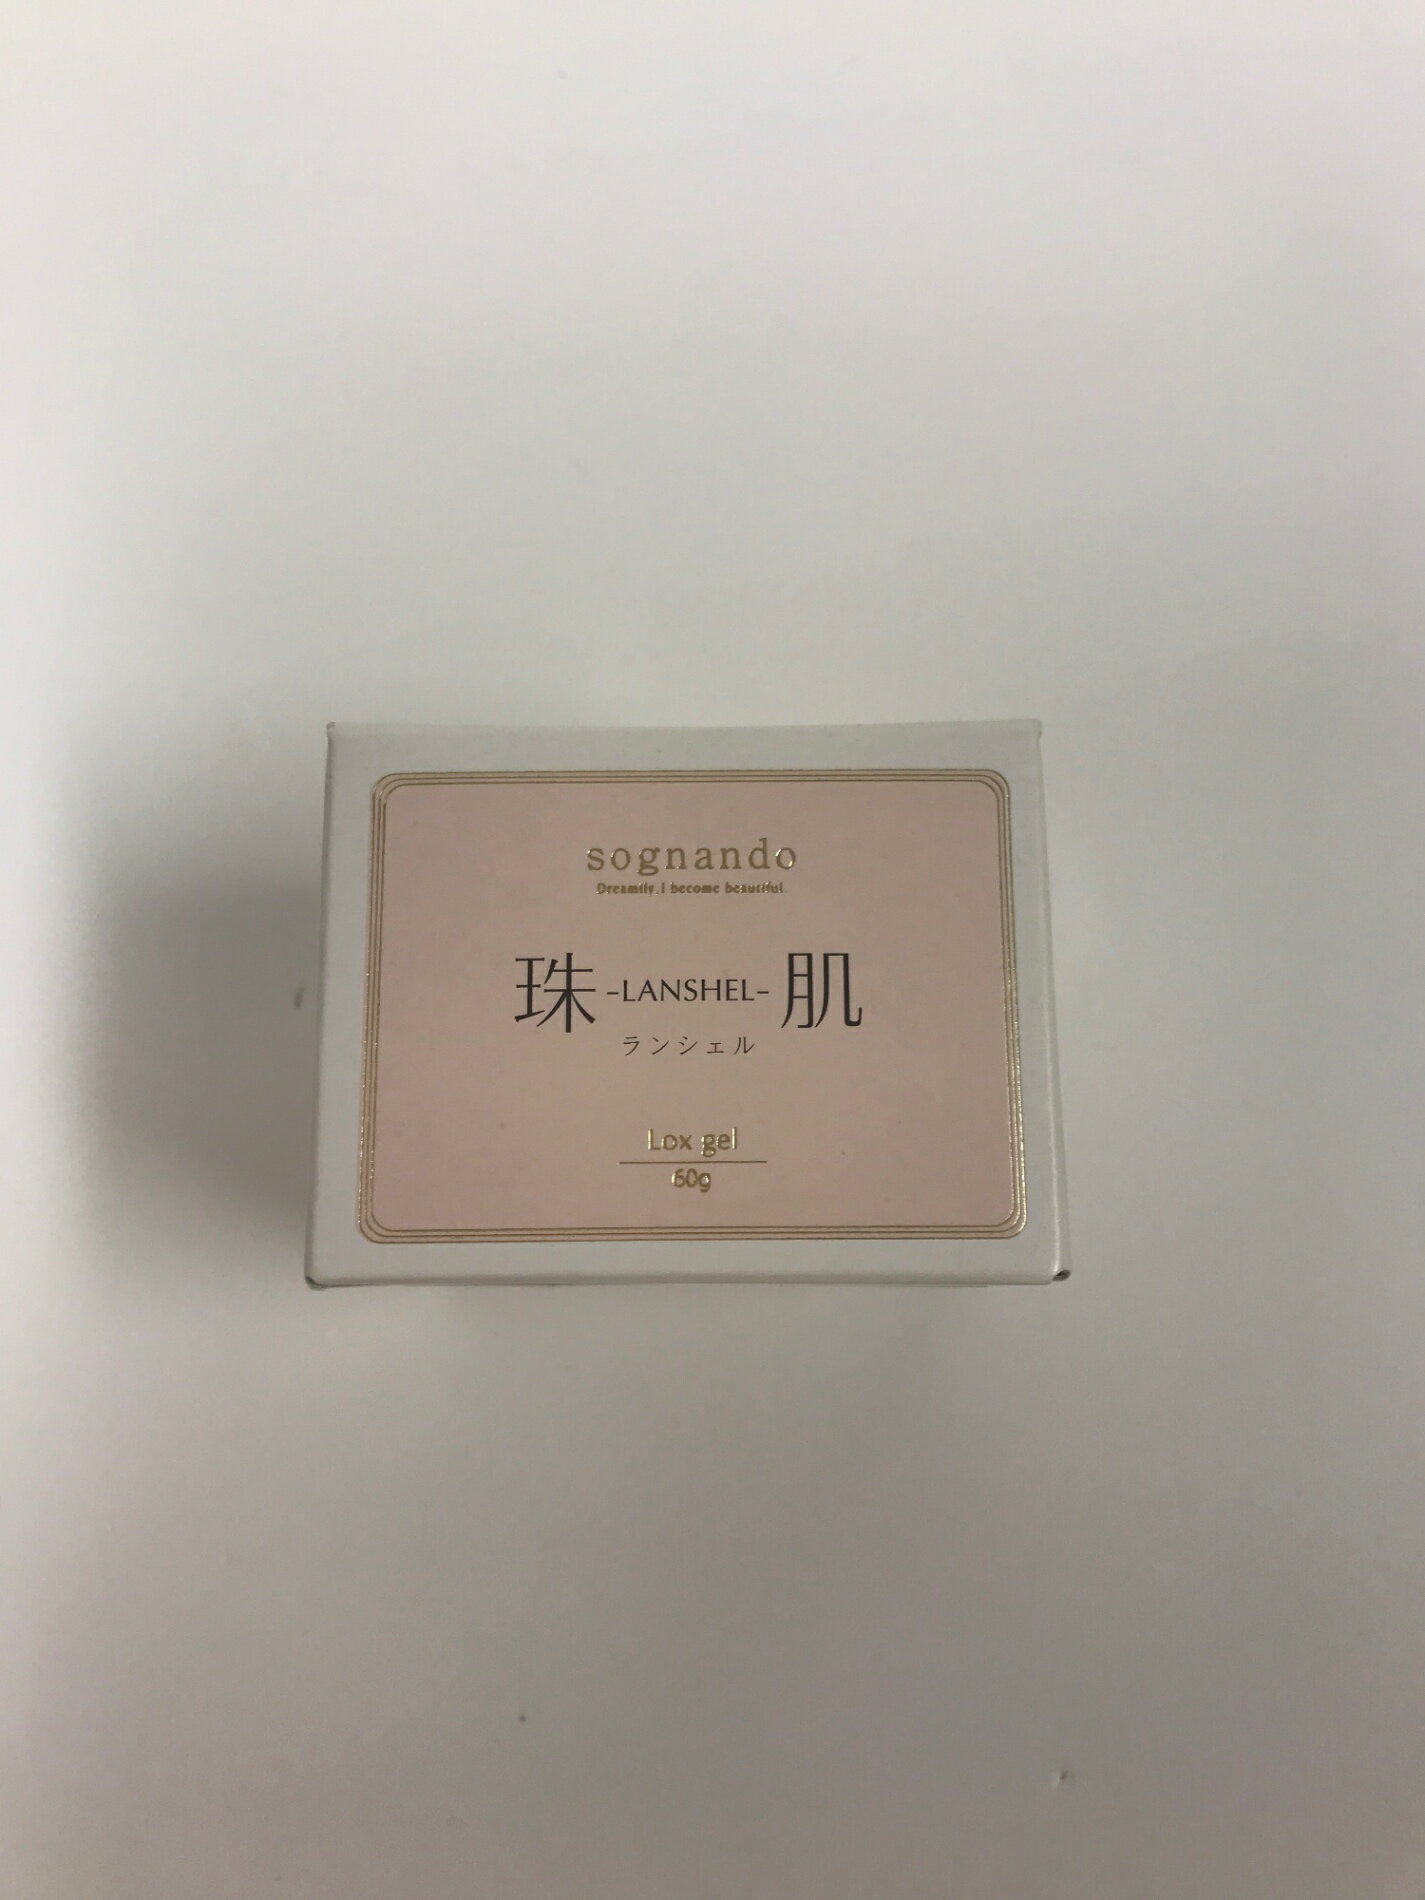 sognando
Dreamily, I become beautiful.
珠-LANSHEL-肌
ランシェル
Lox gel
60g